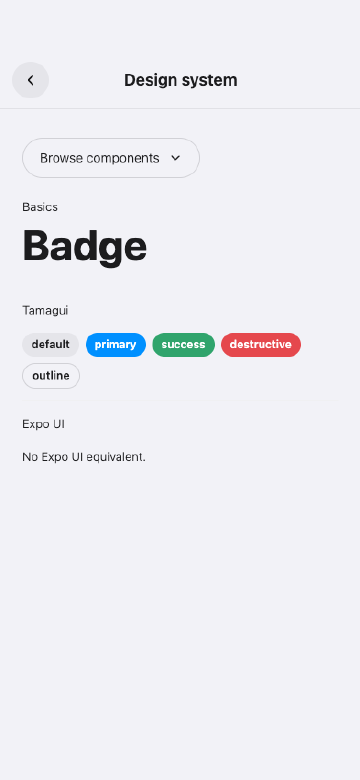 Design system
Browse components
Basics
Badge
Tamagui
default primary success destructive
outline
Expo UI
No Expo UI equivalent.